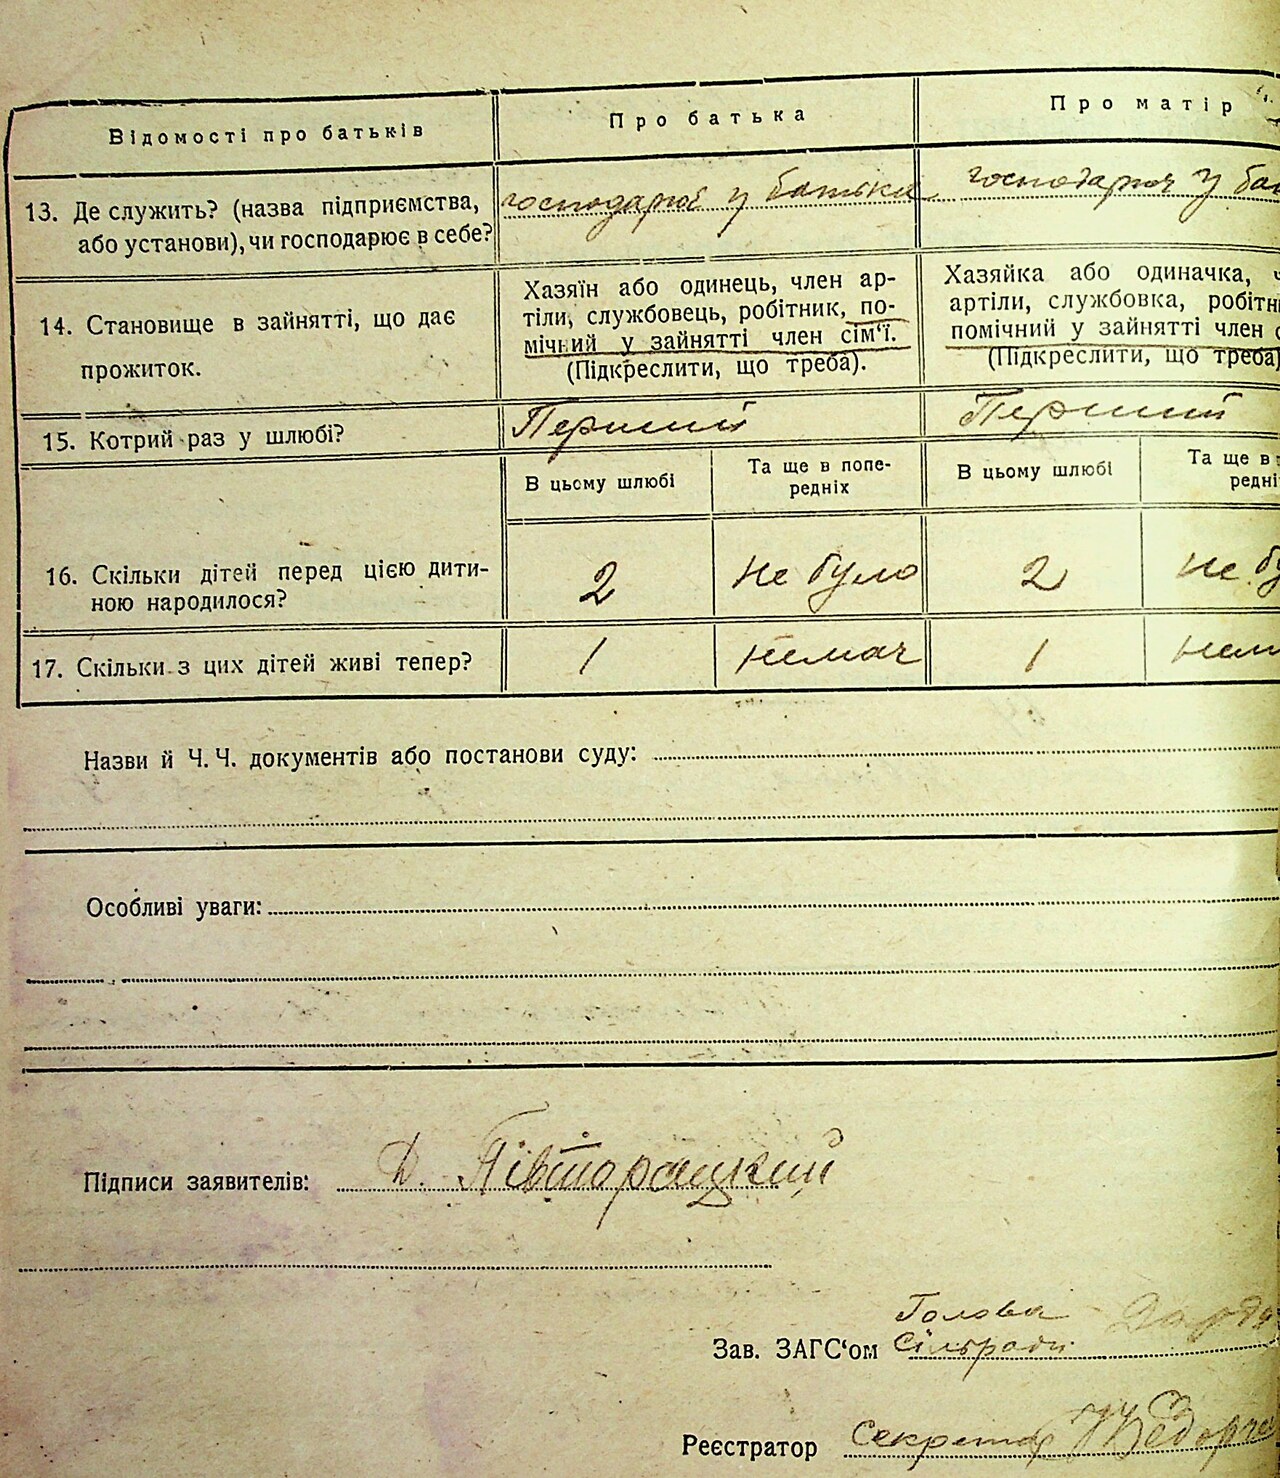 Відомості про батьків
Про батька
Про матір
13. Де служить? (назва підприємства,
або установи), чи господарює в себе?
господарює у батька
господарює у
14. Становище в зайнятті, що дає
прожиток.
Хазяїн або одинець, член ар-
тілі, службовець, робітник, по-
мічний у зайнятті член сім'ї.
(Підкреслити, що треба).
Хазяйка або одиначка,
артілі, службовка,
помічний у зайнятті член
(Підкреслити, що треба)
15. Котрий раз у шлюбі?
Перший
Перший
В цьому шлюбі
Та ще в попе-
редніх
В цьому шлюбі
Та ще в
16. Скільки дітей перед цією дити-
ною народилося?
2
не було
2
не
17. Скільки з цих дітей живі тепер?
1
немає
1
Назви й Ч. Ч. документів або постанови суду:
Особливі уваги:
Підписи заявителів:
Д. Півторацкий
Зав. ЗАГС'ом
Голова
Сільради
Реєстратор
Секретар